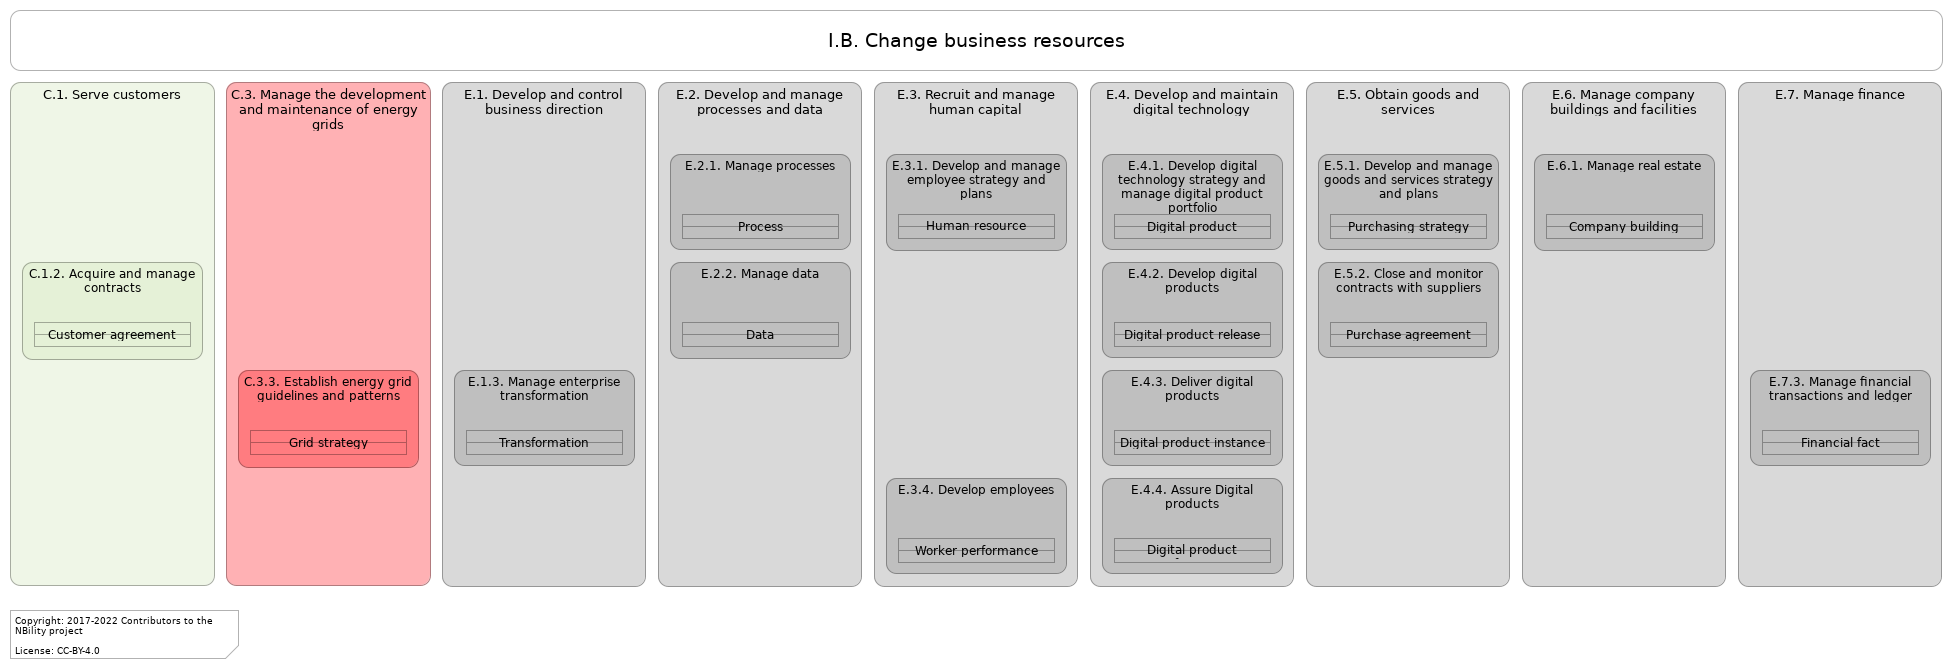 I.B. Change business resources
C.1. Serve customers
C.1.2. Acquire and manage
contracts
Customer agreement
C.3. Manage the development
and maintenance of energy
grids
C.3.3. Establish energy grid
guidelines and patterns
Grid strategy
E.1. Develop and control
business direction
E.1.3. Manage enterprise
transformation
Transformation
E.2. Develop and manage
processes and data
E.2.1. Manage processes
Process
E.2.2. Manage data
Data
E.3. Recruit and manage
human capital
E.3.1. Develop and manage
employee strategy and
plans
Human resource
E.3.4. Develop employees
Worker performance
E.4. Develop and maintain
digital technology
E.4.1. Develop digital
technology strategy and
manage digital product
portfolio
Digital product
E.4.2. Develop digital
products
Digital product release
E.4.3. Deliver digital
products
Digital product instance
E.4.4. Assure Digital
products
Digital product
E.5. Obtain goods and
services
E.5.1. Develop and manage
goods and services strategy
and plans
Purchasing strategy
E.5.2. Close and monitor
contracts with suppliers
Purchase agreement
E.6. Manage company
buildings and facilities
E.6.1. Manage real estate
Company building
E.7. Manage finance
E.7.3. Manage financial
transactions and ledger
Financial fact
Copyright: 2017-2022 Contributors to the
NBility project
License: CC-BY-4.0